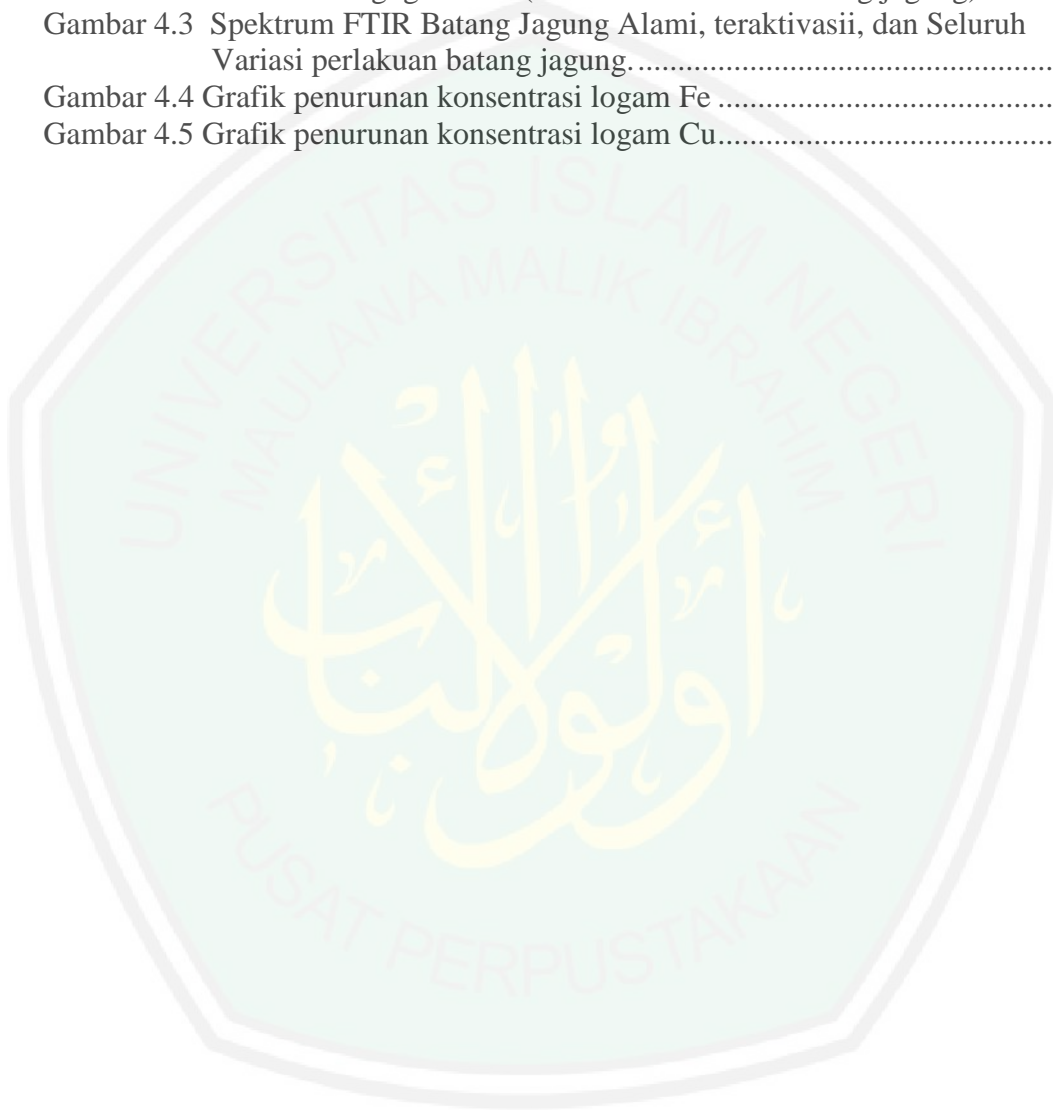 Gambar 4.3 Spektrum FTIR Batang Jagung Alami, teraktivasii, dan Seluruh
Variasi perlakuan batang jagung. ....................................................
Gambar 4.4 Grafik penurunan konsentrasi logam Fe ..........................................
Gambar 4.5 Grafik penurunan konsentrasi logam Cu..........................................
UNIVERSITAS ISLAM NEGERI
MAULANA MALIK IBRAHIM
PUSAT PERPUSTAKAAN